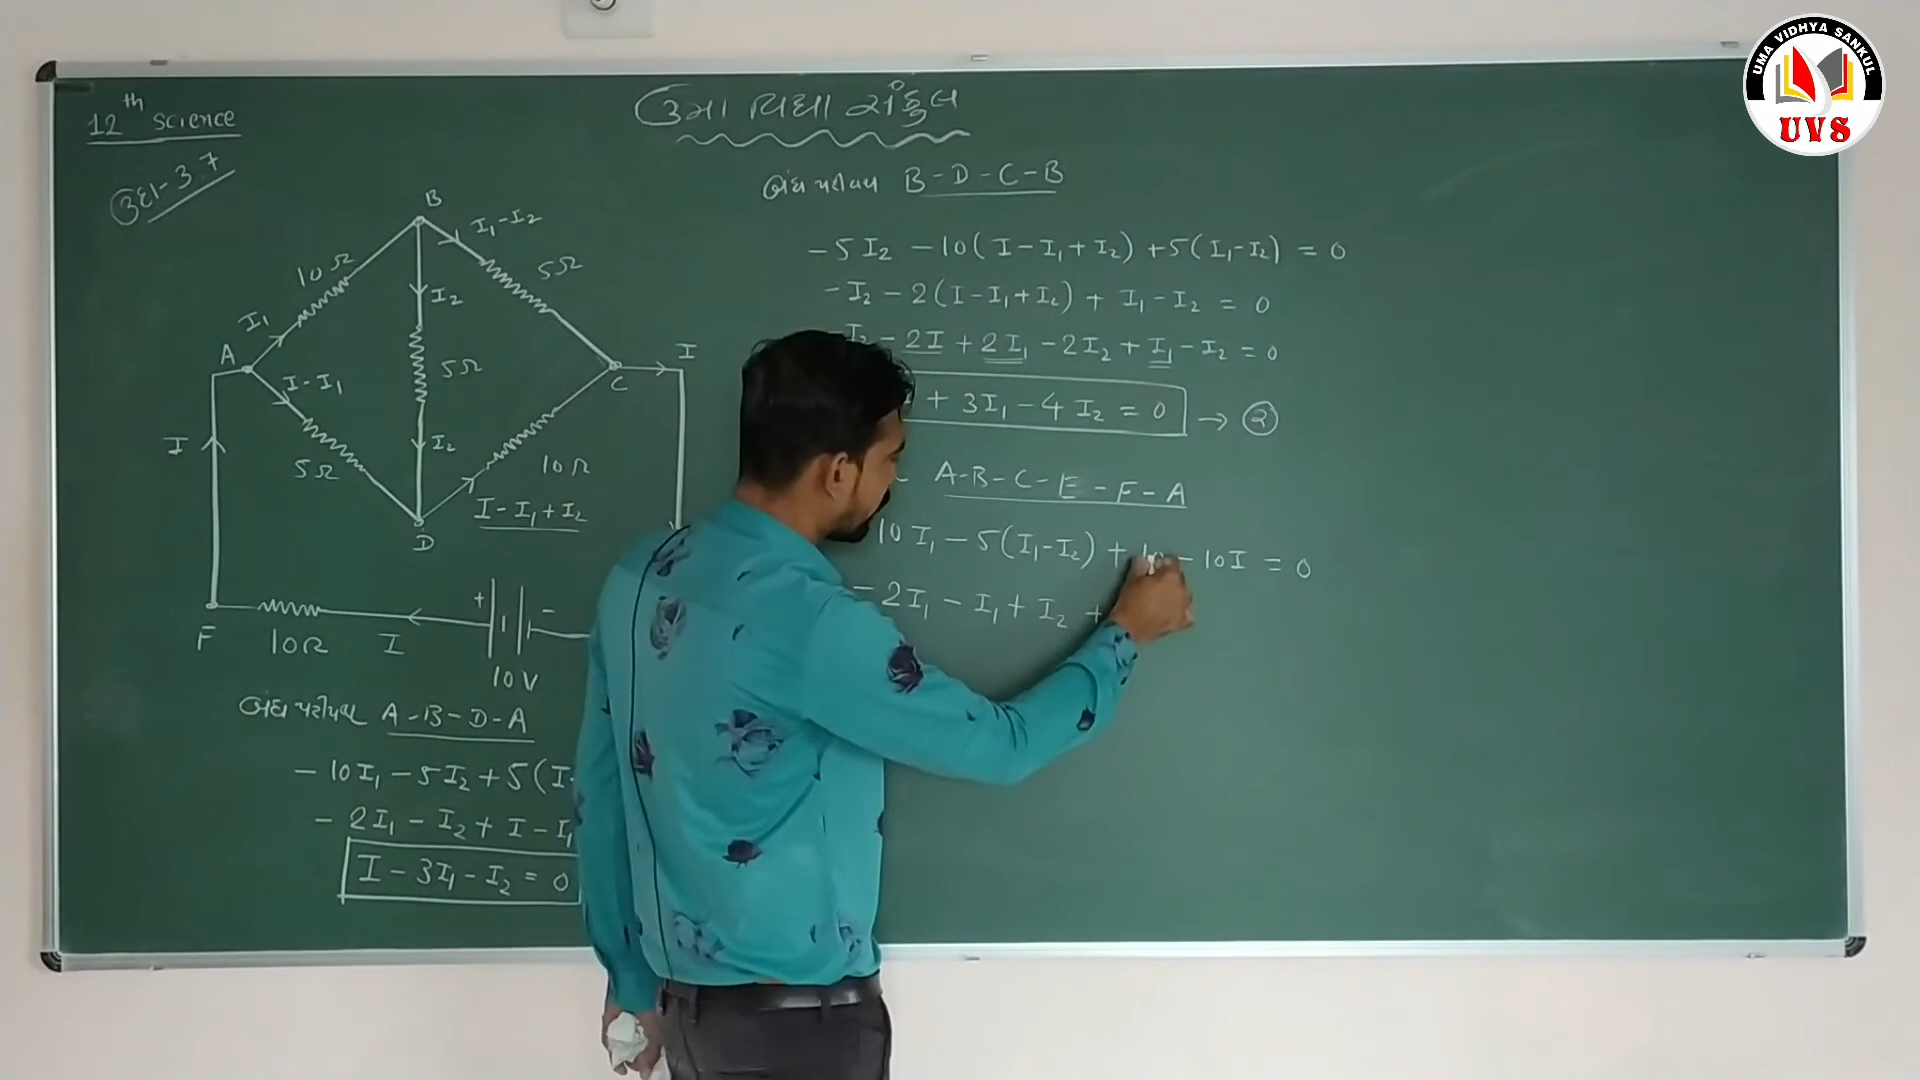 UMA VIDHYA SANKUL
UVS
12th Science
ઉદા-3.7
ઉમા વિદ્યા સંકુલ
B
I₁-I₂
10Ω
5Ω
I₁
I₂
A
I-I₁
5Ω
I
C
I
I₂
5Ω
10Ω
I-I₁+I₂
D
+ -
F
10Ω
I
10V
બંધ પરિપથ A-B-D-A
-10I₁-5I₂+5(I-
-2I₁-I₂+I-I₁
I-3I₁-I₂=0
બંધ પરિપથ B-D-C-B
-5I₂-10(I-I₁+I₂)+5(I₁-I₂)=0
-I₂-2(I-I₁+I₂)+I₁-I₂=0
I₂-2I+2I₁-2I₂+I₁-I₂=0
+3I₁-4I₂=0 → ②
A-B-C-E-F-A
10I₁-5(I₁-I₂)+10-10I=0
-2I₁-I₁+I₂+